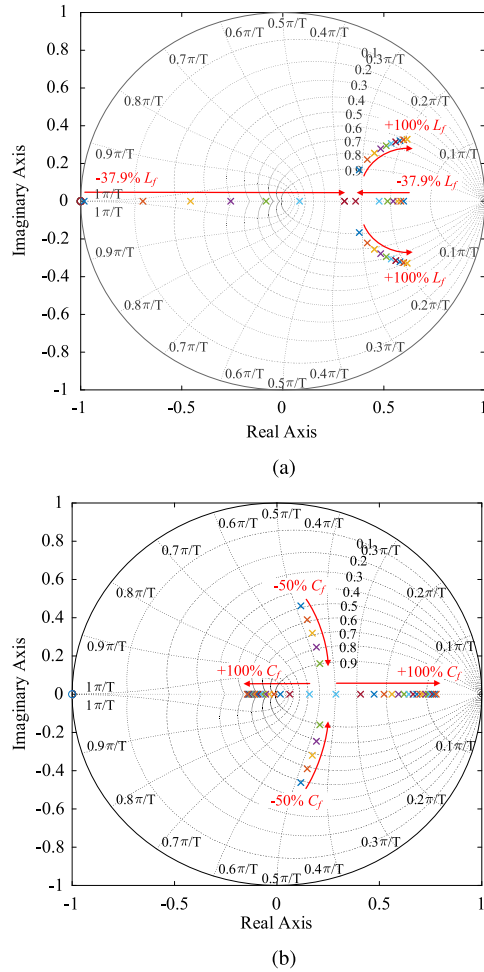 1
0.8
0.6
0.4
0.2
0
-0.2
-0.4
-0.6
-0.8
-1
Imaginary Axis
0.5π/T
0.6π/T
0.4π/T
0.7π/T
0.3π/T
0.8π/T
0.2π/T
0.9π/T
0.1π/T
1π/T
1π/T
0.9π/T
0.1π/T
0.8π/T
0.2π/T
0.7π/T
0.3π/T
0.6π/T
0.4π/T
0.5π/T
0.1
0.2
0.3
0.4
0.5
0.6
0.7
0.8
0.9
+100% Lf
-37.9% Lf
-37.9% Lf
+100% Lf
-1
-0.5
0
0.5
1
Real Axis
(a)
1
0.8
0.6
0.4
0.2
0
-0.2
-0.4
-0.6
-0.8
-1
Imaginary Axis
0.5π/T
0.6π/T
0.4π/T
0.7π/T
0.3π/T
0.8π/T
0.2π/T
0.9π/T
0.1π/T
1π/T
1π/T
0.9π/T
0.1π/T
0.8π/T
0.2π/T
0.7π/T
0.3π/T
0.6π/T
0.4π/T
0.5π/T
0.1
0.2
0.3
0.4
0.5
0.6
0.7
0.8
0.9
-50% Cf
+100% Cf
+100% Cf
-50% Cf
-1
-0.5
0
0.5
1
Real Axis
(b)